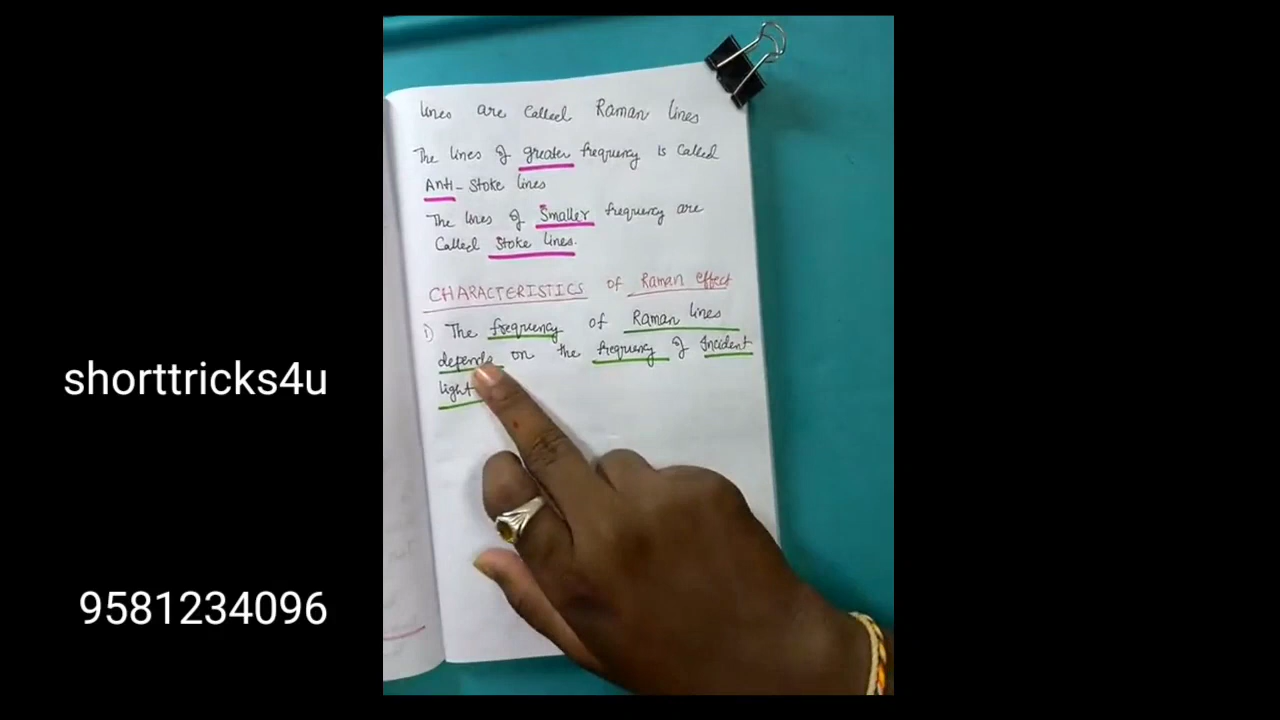 lines are called Raman lines
The lines of greater frequency is called
Anti-Stoke lines
The lines of Smaller frequency are
Called Stoke lines.
CHARACTERISTICS of Raman effect
1) The frequency of Raman lines
depends on the frequency of Incident
light
shorttricks4u
9581234096